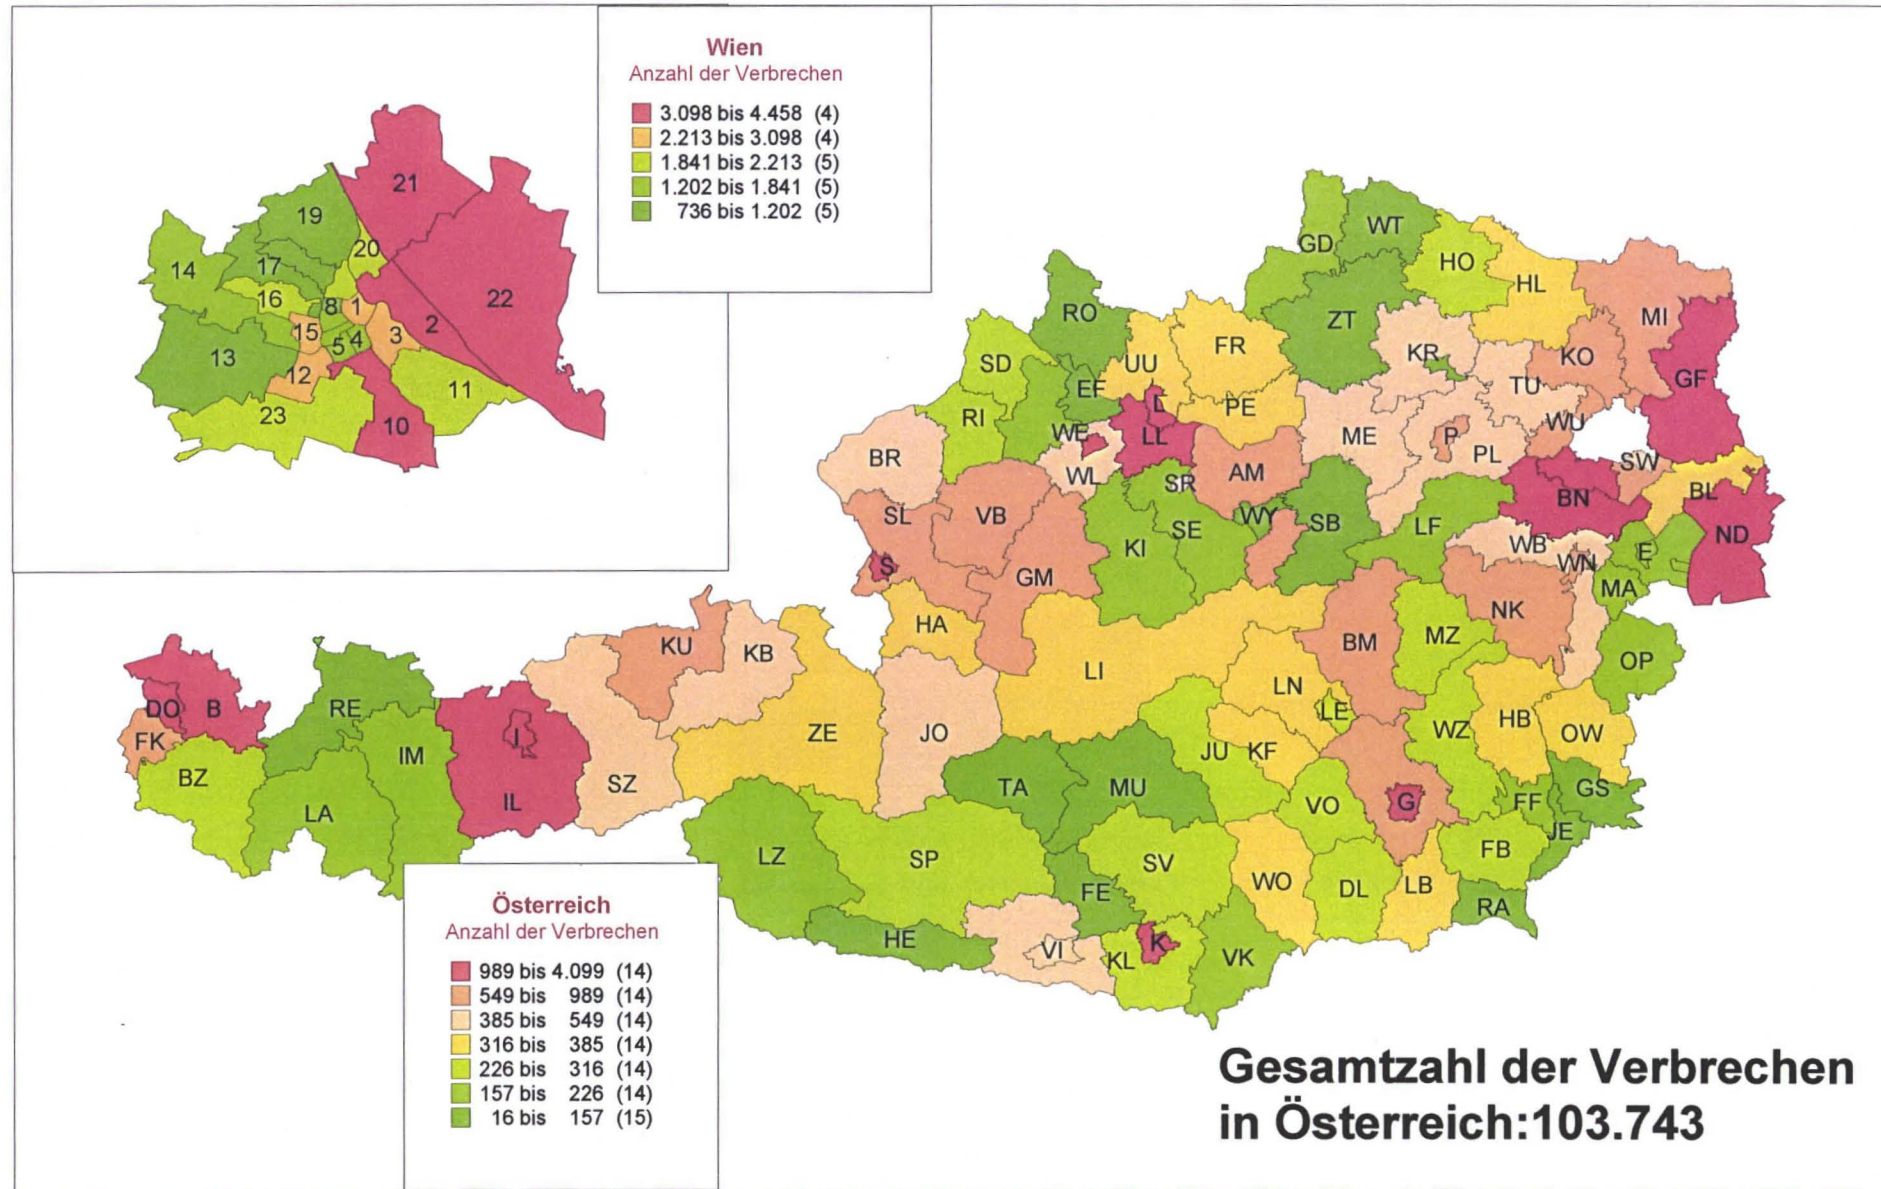 Wien
Anzahl der Verbrechen
3.098 bis 4.458 (4)
2.213 bis 3.098 (4)
1.841 bis 2.213 (5)
1.202 bis 1.841 (5)
736 bis 1.202 (5)
21
19
20
22
14
17
16
8
1
2
15
5
4
3
13
12
11
23
10
GD
WT
HO
HL
RO
ZT
MI
SD
UU
FR
KR
KO
GF
EF
TU
RI
L
PE
WU
WE
LL
ME
P
PL
BR
WL
AM
SW
SR
BN
BL
SL
VB
WY
SB
LF
ND
SE
KI
WB
E
S
GM
WN
MA
NK
HA
BM
MZ
KU
KB
OP
LI
LN
DO
B
RE
LE
HB
I
ZE
JO
WZ
OW
FK
IM
JU
KF
BZ
SZ
TA
MU
GS
IL
VO
G
FF
LA
JE
LZ
SP
SV
FB
WO
DL
LB
FE
RA
HE
K
VI
KL
VK
Österreich
Anzahl der Verbrechen
989 bis 4.099 (14)
549 bis 989 (14)
385 bis 549 (14)
316 bis 385 (14)
226 bis 316 (14)
157 bis 226 (14)
16 bis 157 (15)
Gesamtzahl der Verbrechen
in Österreich:103.743